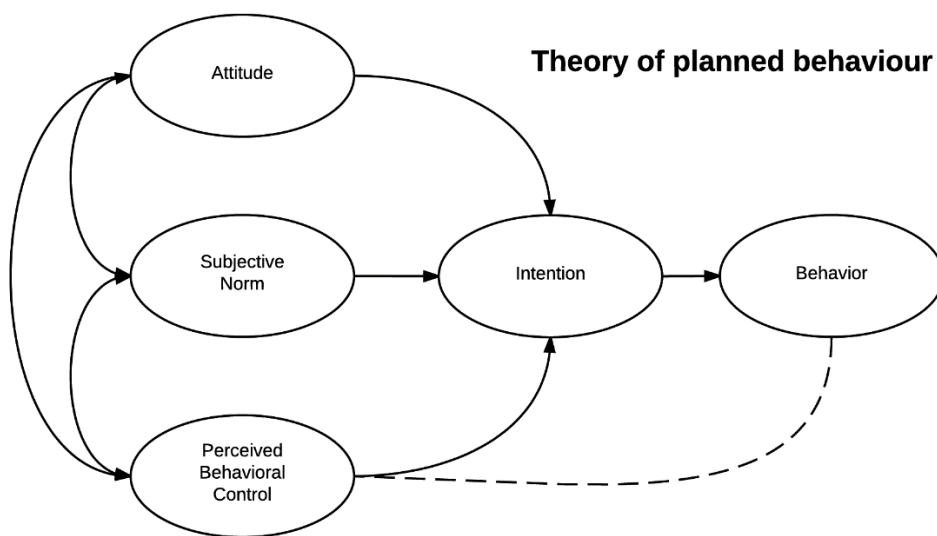 Theory of planned behaviour
Attitude
Subjective
Norm
Intention
Behavior
Perceived
Behavioral
Control